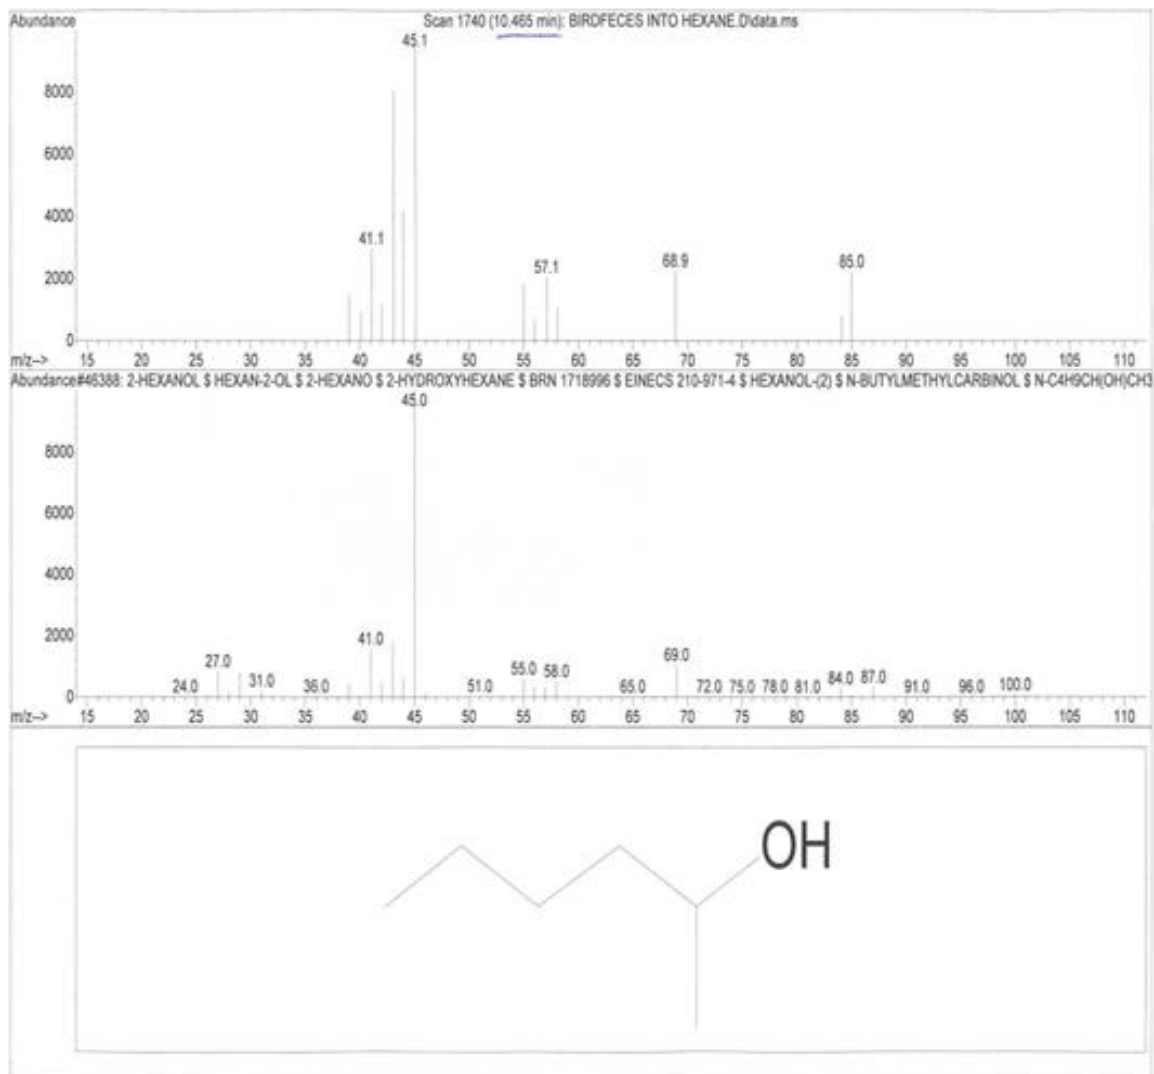 Abundance Scan 1740 (10.465 min): BIRDFECES INTO HEXANE.D\data.ms
45.1
8000
6000
4000
41.1
68.9 85.0
57.1
2000
0
m/z--> 15 20 25 30 35 40 45 50 55 60 65 70 75 80 85 90 95 100 105 110
Abundance#46388: 2-HEXANOL $ HEXAN-2-OL $ 2-HEXANO $ 2-HYDROXYHEXANE $ BRN 1718996 $ EINECS 210-971-4 $ HEXANOL-(2) $ N-BUTYLMETHYLCARBINOL $ N-C4H9CH(OH)CH3
45.0
8000
6000
4000
2000
41.0
69.0
27.0 55.0 58.0
24.0 31.0 36.0 51.0 65.0 72.0 75.0 78.0 81.0 84.0 87.0 91.0 96.0 100.0
0
m/z--> 15 20 25 30 35 40 45 50 55 60 65 70 75 80 85 90 95 100 105 110
OH